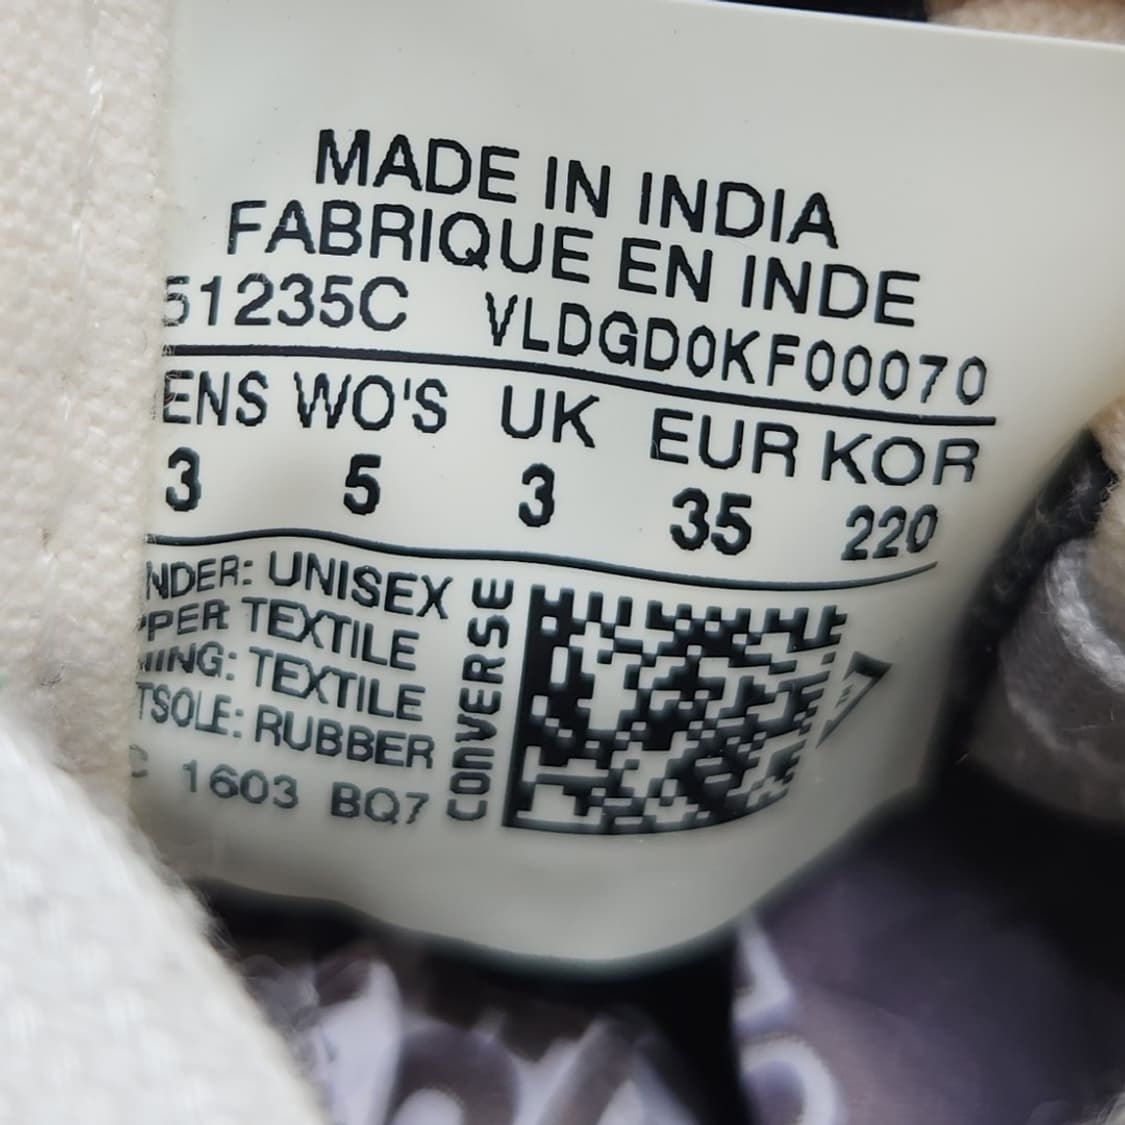 MADE IN INDIA
FABRIQUE EN INDE
51235C VLDGD0KF00070
ENS WO'S UK EUR KOR
3 5 3 35 220
NDER: UNISEX
PPER TEXTILE
NING: TEXTILE
TSOLE: RUBBER
C 1603 BQ7
CONVERSE